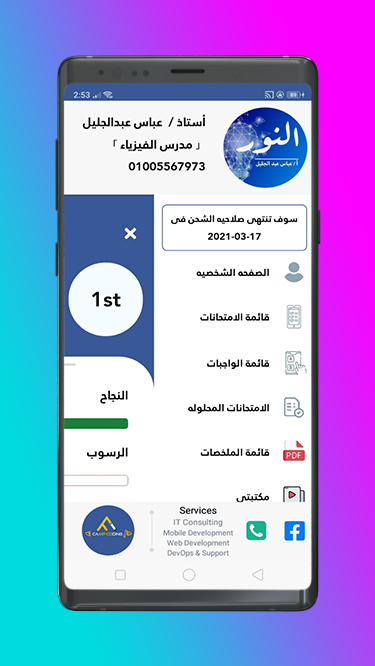 2:53
أستاذ / عباس عبدالجليل
「 مدرس الفيزياء 」
01005567973
النور
أ / عباس عبد الجليل
سوف تنتهى صلاحيه الشحن فى
2021-03-17
1st
النجاح
الرسوب
الصفحه الشخصيه
قائمة الامتحانات
قائمة الواجبات
الامتحانات المحلوله
قائمة الملخصات
PDF
مكتبتى
CAMPCODING
Services
IT Consulting
Mobile Development
Web Development
DevOps & Support